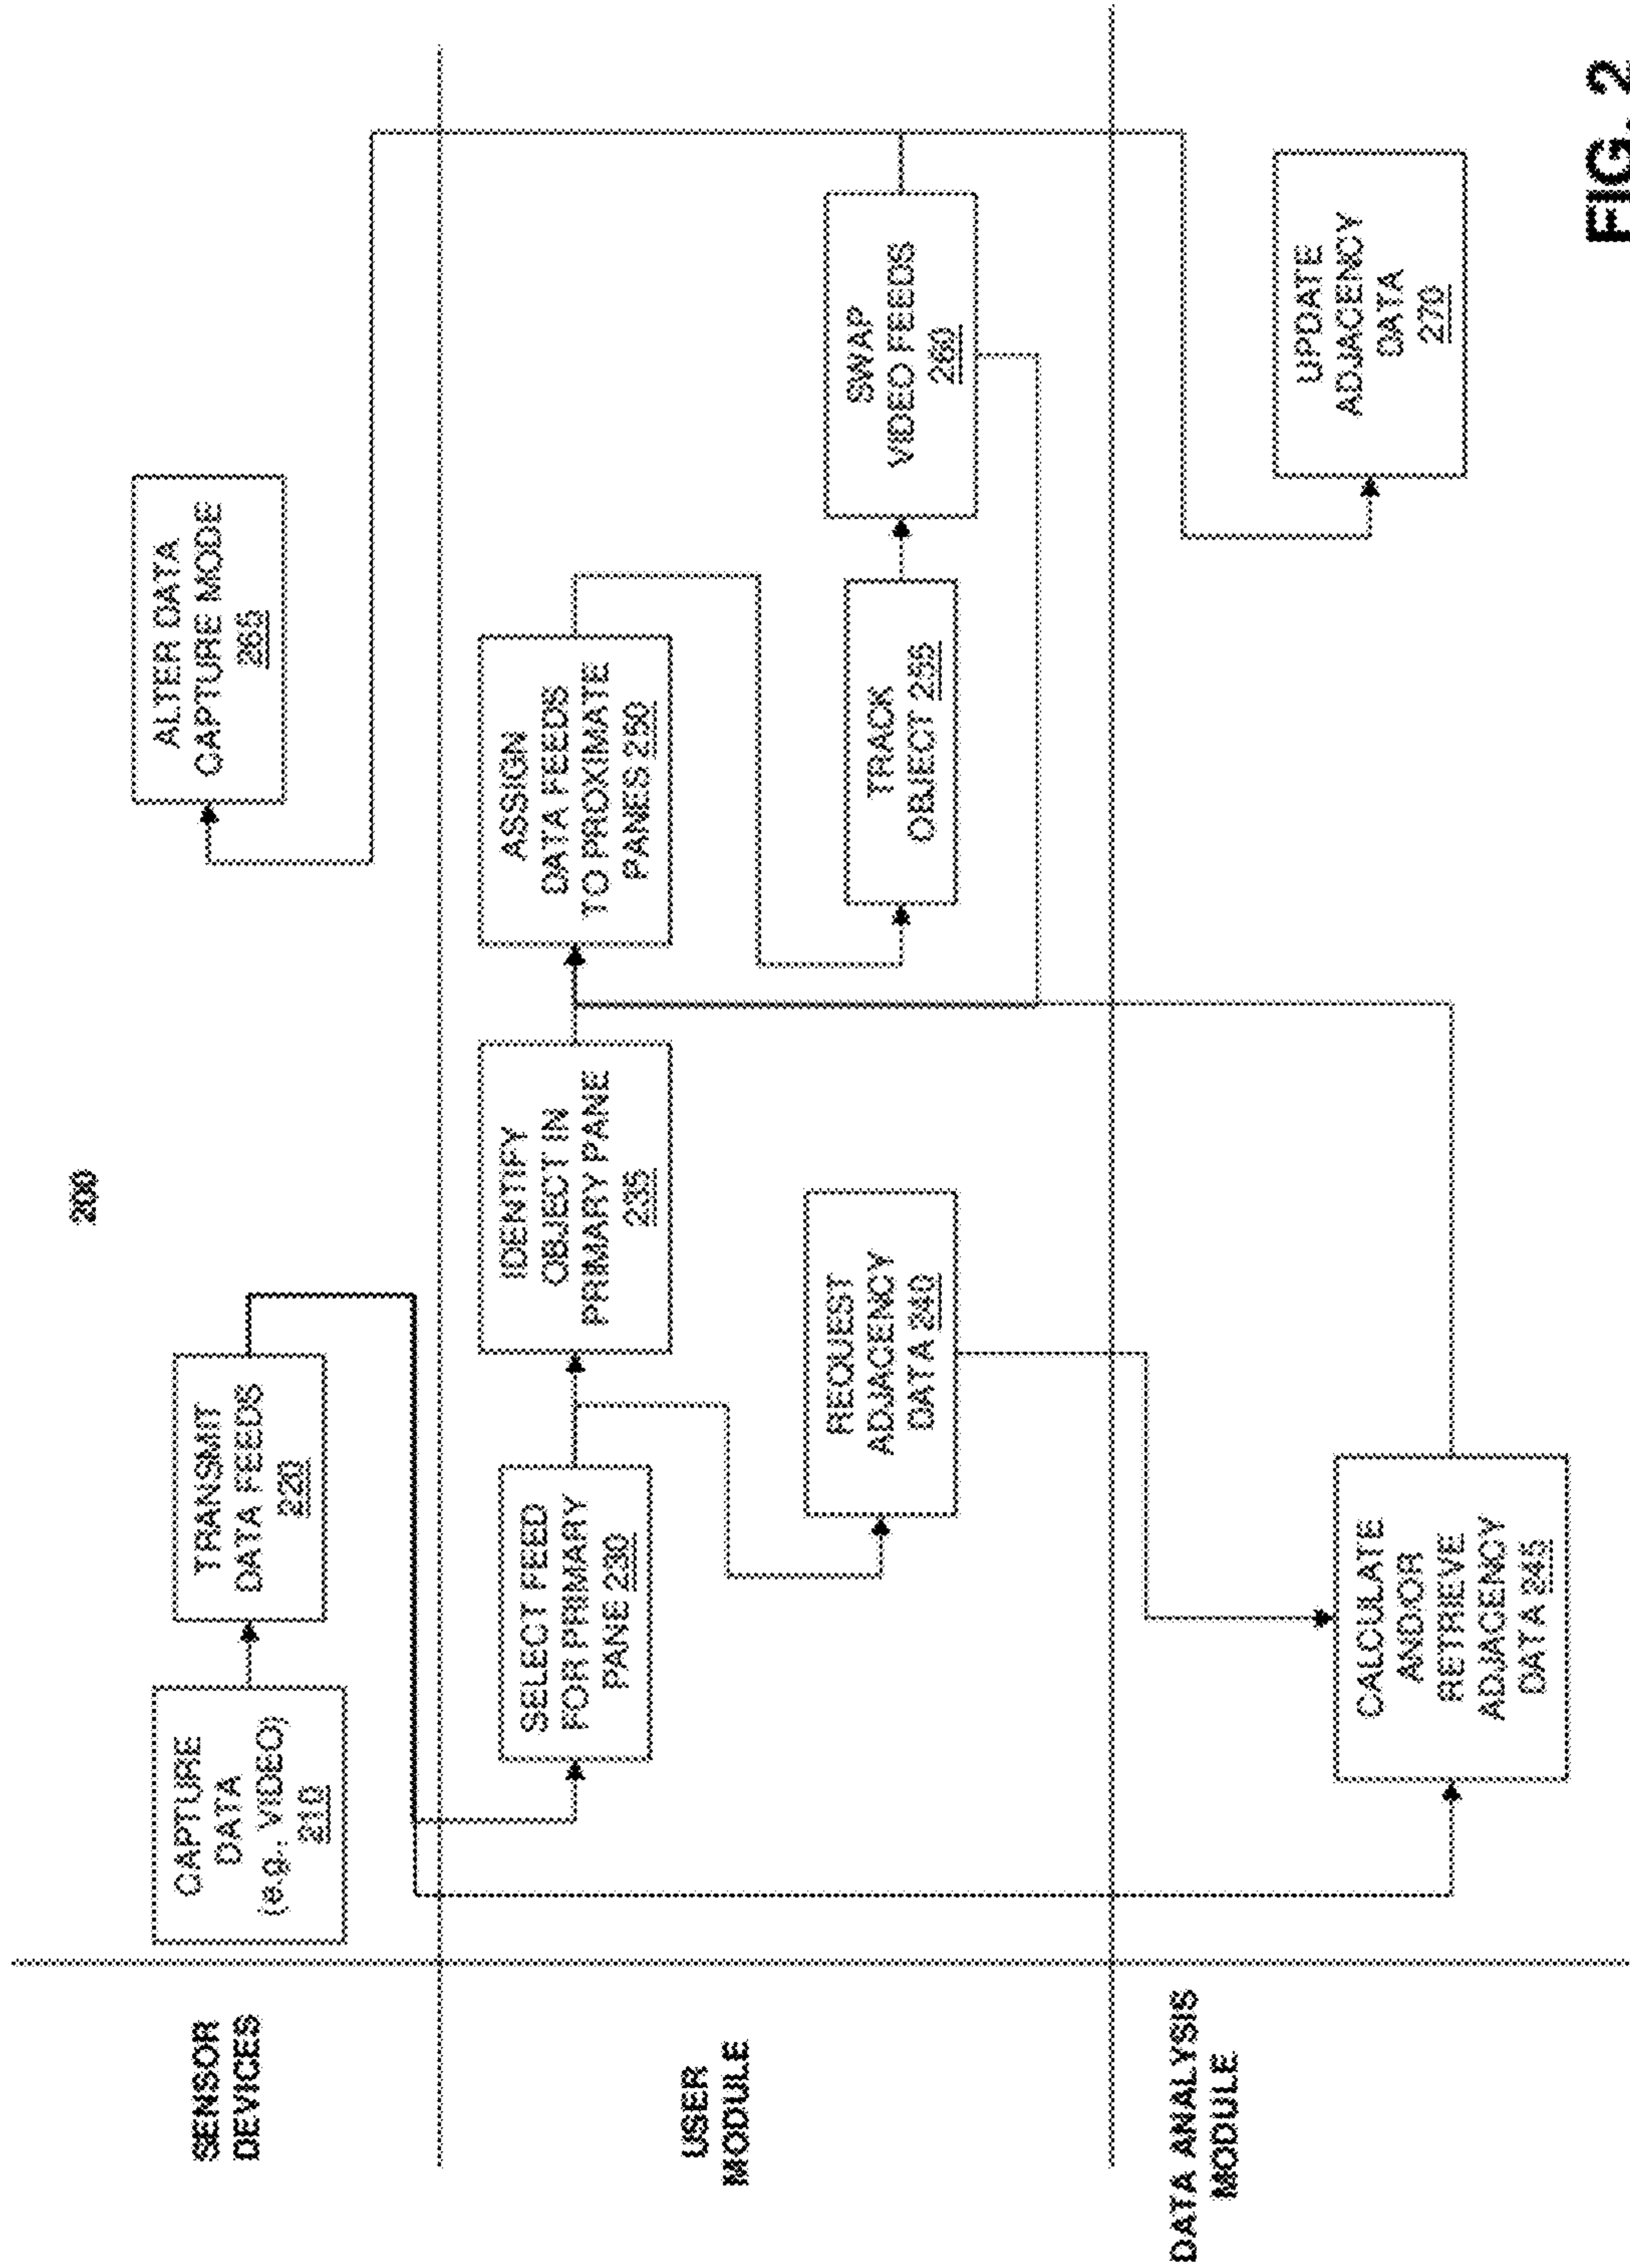 200
SENSOR
DEVICES
CAPTURE
DATA
(e.g., VIDEO)
210
TRANSMIT
DATA FEEDS
220
ALTER DATA
CAPTURE MODE
265
USER
MODULE
SELECT FEED
FOR PRIMARY
PANE 230
IDENTIFY
OBJECT IN
PRIMARY PANE
235
ASSIGN
DATA FEEDS
TO PROXIMATE
PANES 250
REQUEST
ADJACENCY
DATA 240
TRACK
OBJECT 255
SWAP
VIDEO FEEDS
260
DATA ANALYSIS
MODULE
CALCULATE
AND/OR
RETRIEVE
ADJACENCY
DATA 245
UPDATE
ADJACENCY
DATA
270
FIG. 2